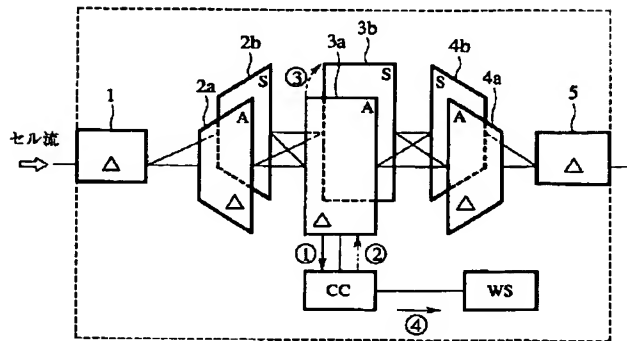 3b
2b
3a
4b
③
1
2a
S
S
S
4a
5
A
A
A
セル流
△
△
△
△
△
①
②
CC
WS
④